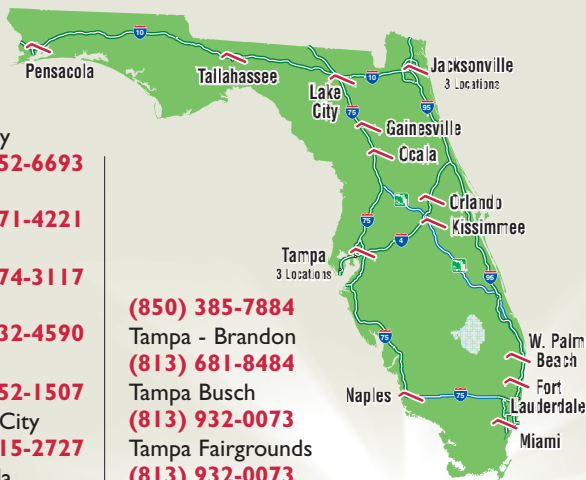 10
Pensacola
Tallahassee
10
Jacksonville
3 Locations
Lake
City
75
95
Gainesville
Ocala
Orlando
Kissimmee
75
4
Tampa
3 Locations
95
75
W. Palm
Beach
Naples
75
Fort
Lauderdale
Miami
52-6693
71-4221
74-3117
32-4590
52-1507
City
15-2727
(850) 385-7884
Tampa - Brandon
(813) 681-8484
Tampa Busch
(813) 932-0073
Tampa Fairgrounds
(813) 932-0073